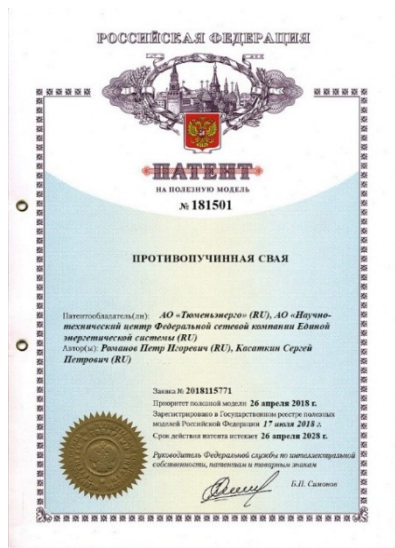 РОССИЙСКАЯ ФЕДЕРАЦИЯ
ПАТЕНТ
НА ПОЛЕЗНУЮ МОДЕЛЬ
№ 181501
ПРОТИВОПУЧИННАЯ СВАЯ
Патентообладатель(ли): АО «Тюменьэнерго» (RU), АО «Научно-
технический центр Федеральной сетевой компании Единой
энергетической системы (RU)
Автор(ы): Романов Петр Игоревич (RU), Касаткин Сергей
Петрович (RU)
Заявка № 2018115771
Приоритет полезной модели 26 апреля 2018 г.
Зарегистрировано в Государственном реестре полезных
моделей Российской Федерации 17 июля 2018 г.
Срок действия патента истекает 26 апреля 2028 г.
Руководитель Федеральной службы по интеллектуальной
собственности, патентам и товарным знакам
Б.П. Симонов